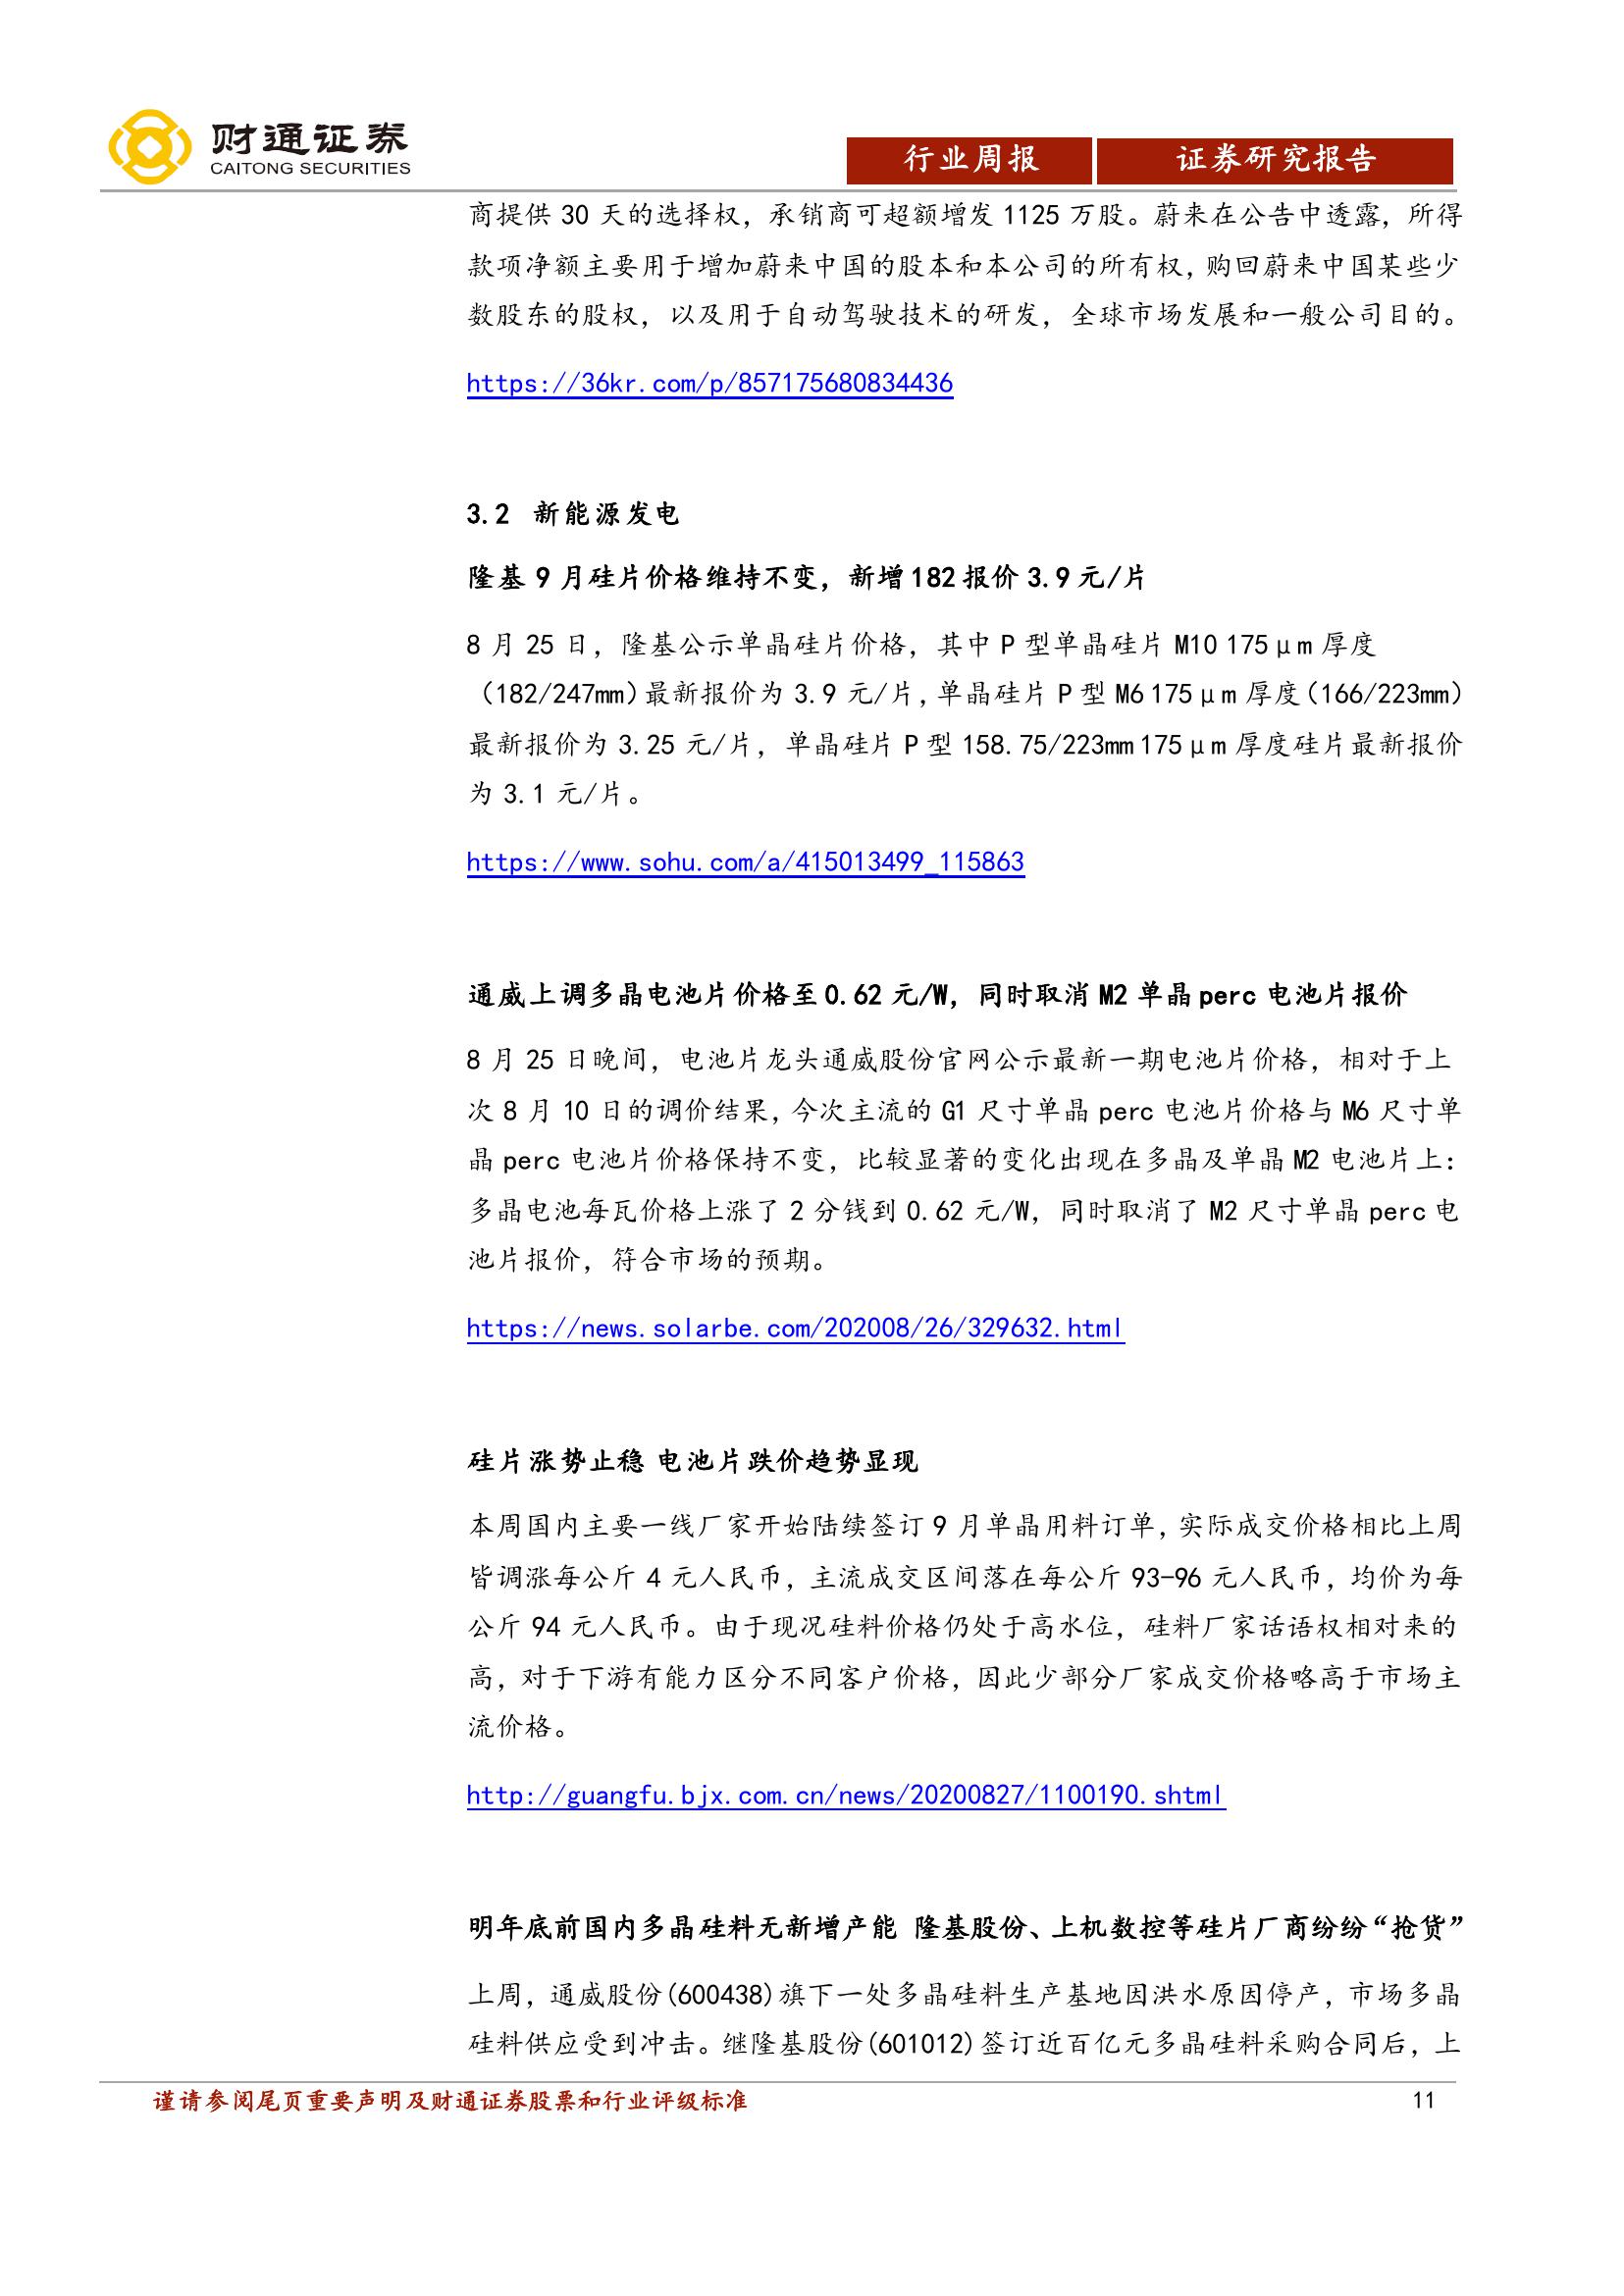 财通证券
CAITONG SECURITIES
行业周报
证券研究报告
商提供 30 天的选择权，承销商可超额增发 1125 万股。蔚来在公告中透露，所得
款项净额主要用于增加蔚来中国的股本和本公司的所有权，购回蔚来中国某些少
数股东的股权，以及用于自动驾驶技术的研发，全球市场发展和一般公司目的。
https://36kr.com/p/857175680834436
3.2 新能源发电
隆基 9 月硅片价格维持不变，新增 182 报价 3.9 元/片
8 月 25 日，隆基公示单晶硅片价格，其中 P 型单晶硅片 M10 175μm 厚度
（182/247mm）最新报价为 3.9 元/片，单晶硅片 P 型 M6 175μm 厚度（166/223mm）
最新报价为 3.25 元/片，单晶硅片 P 型 158.75/223mm 175μm 厚度硅片最新报价
为 3.1 元/片。
https://www.sohu.com/a/415013499_115863
通威上调多晶电池片价格至 0.62 元/W，同时取消 M2 单晶 perc 电池片报价
8 月 25 日晚间，电池片龙头通威股份官网公示最新一期电池片价格，相对于上
次 8 月 10 日的调价结果，今次主流的 G1 尺寸单晶 perc 电池片价格与 M6 尺寸单
晶 perc 电池片价格保持不变，比较显著的变化出现在多晶及单晶 M2 电池片上：
多晶电池每瓦价格上涨了 2 分钱到 0.62 元/W，同时取消了 M2 尺寸单晶 perc 电
池片报价，符合市场的预期。
https://news.solarbe.com/202008/26/329632.html
硅片涨势止稳 电池片跌价趋势显现
本周国内主要一线厂家开始陆续签订 9 月单晶用料订单，实际成交价格相比上周
皆调涨每公斤 4 元人民币，主流成交区间落在每公斤 93-96 元人民币，均价为每
公斤 94 元人民币。由于现况硅料价格仍处于高水位，硅料厂家话语权相对来的
高，对于下游有能力区分不同客户价格，因此少部分厂家成交价格略高于市场主
流价格。
http://guangfu.bjx.com.cn/news/20200827/1100190.shtml
明年底前国内多晶硅料无新增产能 隆基股份、上机数控等硅片厂商纷纷“抢货”
上周，通威股份(600438)旗下一处多晶硅料生产基地因洪水原因停产，市场多晶
硅料供应受到冲击。继隆基股份(601012)签订近百亿元多晶硅料采购合同后，上
谨请参阅尾页重要声明及财通证券股票和行业评级标准
11